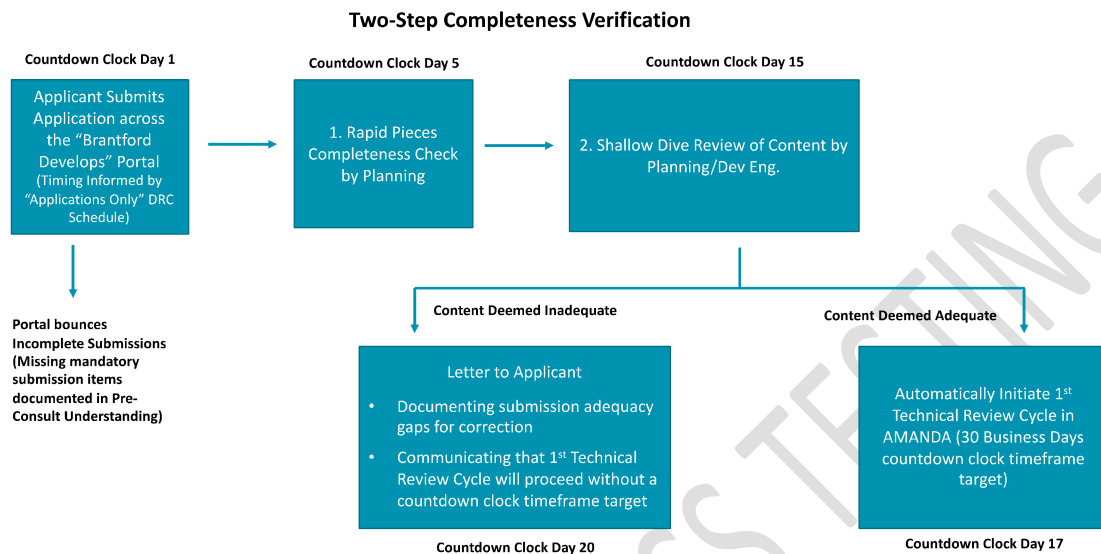 Two-Step Completeness Verification
Countdown Clock Day 1
Applicant Submits
Application across
the “Brantford
Develops” Portal
(Timing Informed by
“Applications Only” DRC
Schedule)
Portal bounces
Incomplete Submissions
(Missing mandatory
submission items
documented in Pre-
Consult Understanding)
Countdown Clock Day 5
1. Rapid Pieces
Completeness Check
by Planning
Countdown Clock Day 15
2. Shallow Dive Review of Content by
Planning/Dev Eng.
Content Deemed Inadequate
Letter to Applicant
• Documenting submission adequacy
gaps for correction
• Communicating that 1st Technical
Review Cycle will proceed without a
countdown clock timeframe target
Countdown Clock Day 20
Content Deemed Adequate
Automatically Initiate 1st
Technical Review Cycle in
AMANDA (30 Business Days
countdown clock timeframe
target)
Countdown Clock Day 17
TESTING